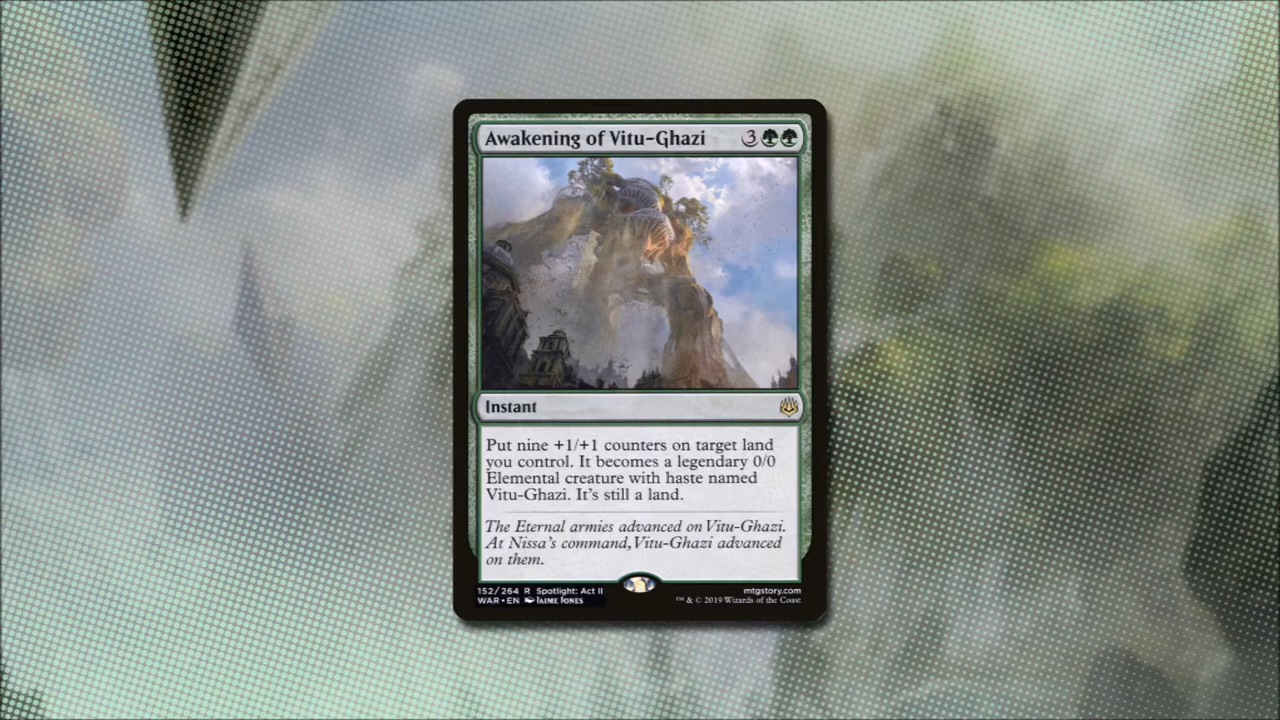 Awakening of Vitu-Ghazi 3
Instant
Put nine +1/+1 counters on target land
you control. It becomes a legendary 0/0
Elemental creature with haste named
Vitu-Ghazi. It's still a land.
The Eternal armies advanced on Vitu-Ghazi.
At Nissa's command, Vitu-Ghazi advanced
on them.
152/264 R Spotlight: Act II
mtgstory.com
WAR • EN Jaime Jones
™ & © 2019 Wizards of the Coast